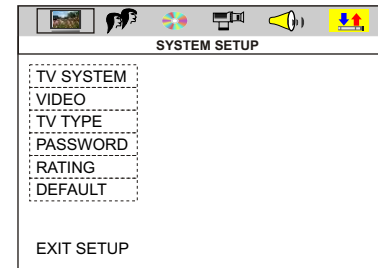 SYSTEM SETUP
TV SYSTEM
VIDEO
TV TYPE
PASSWORD
RATING
DEFAULT
EXIT SETUP